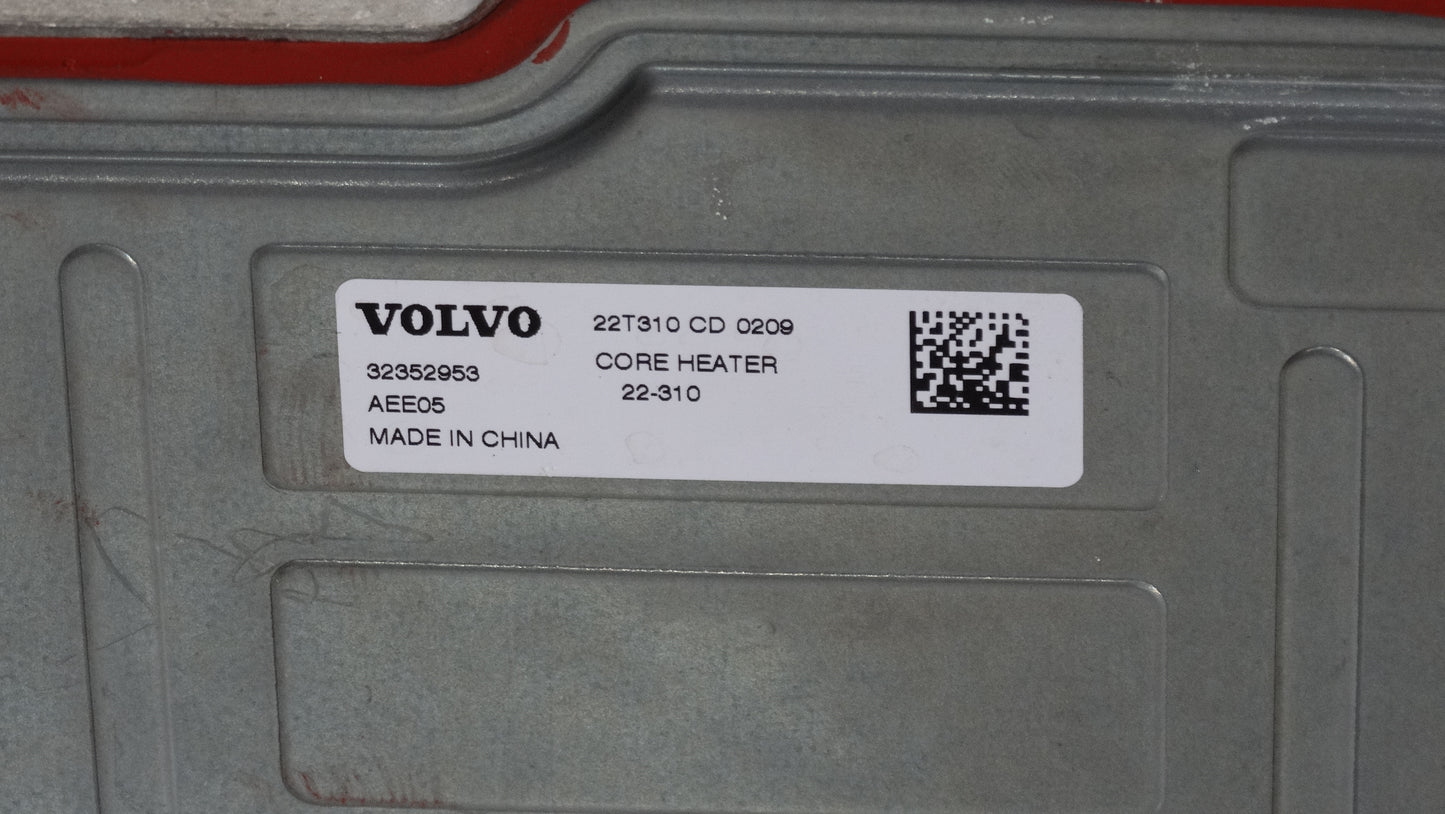 VOLVO
32352953
AEE05
MADE IN CHINA
22T310 CD 0209
CORE HEATER
22-310